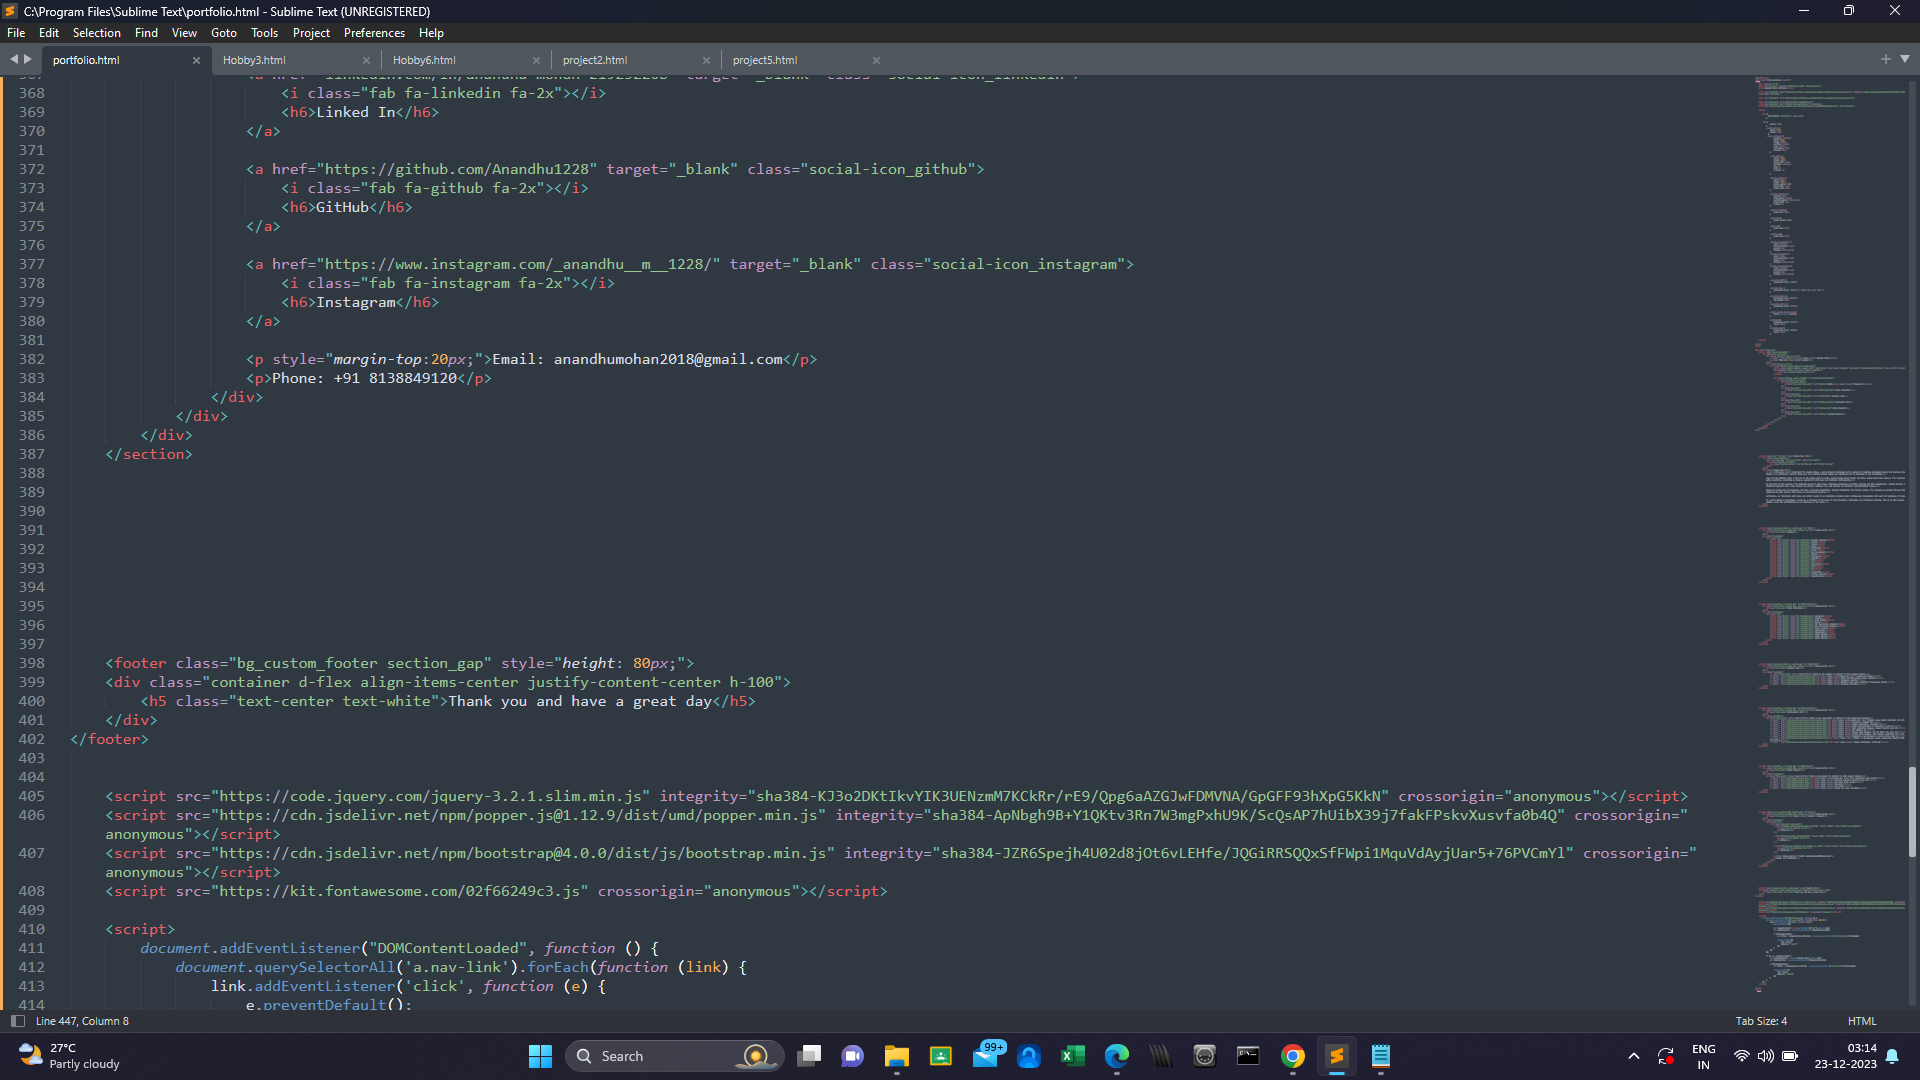 C:\Program Files\Sublime Text\portfolio.html - Sublime Text (UNREGISTERED)
File Edit Selection Find View Goto Tools Project Preferences Help
portfolio.html Hobby3.html Hobby6.html project2.html project5.html
368 <i class="fab fa-linkedin fa-2x"></i>
369 <h6>Linked In</h6>
370 </a>
371
372 <a href="https://github.com/Anandhu1228" target="_blank" class="social-icon_github">
373 <i class="fab fa-github fa-2x"></i>
374 <h6>GitHub</h6>
375 </a>
376
377 <a href="https://www.instagram.com/_anandhu__m__1228/" target="_blank" class="social-icon_instagram">
378 <i class="fab fa-instagram fa-2x"></i>
379 <h6>Instagram</h6>
380 </a>
381
382 <p style="margin-top:20px;">Email: anandhumohan2018@gmail.com</p>
383 <p>Phone: +91 8138849120</p>
384 </div>
385 </div>
386 </div>
387 </section>
388
389
390
391
392
393
394
395
396
397
398 <footer class="bg_custom_footer section_gap" style="height: 80px;">
399 <div class="container d-flex align-items-center justify-content-center h-100">
400 <h5 class="text-center text-white">Thank you and have a great day</h5>
401 </div>
402 </footer>
403
404
405 <script src="https://code.jquery.com/jquery-3.2.1.slim.min.js" integrity="sha384-KJ3o2DKtIkvYIK3UENzmM7KCkRr/rE9/Qpg6aAZGJwFDMVNA/GpGFF93hXpG5KkN" crossorigin="anonymous"></script>
406 <script src="https://cdn.jsdelivr.net/npm/popper.js@1.12.9/dist/umd/popper.min.js" integrity="sha384-ApNbgh9B+Y1QKtv3Rn7W3mgPxhU9K/ScQsAP7hUibX39j7fakFPskvXusvfa0b4Q" crossorigin="
anonymous"></script>
407 <script src="https://cdn.jsdelivr.net/npm/bootstrap@4.0.0/dist/js/bootstrap.min.js" integrity="sha384-JZR6Spejh4U02d8jOt6vLEHfe/JQGiRRSQQxSfFWpi1MquVdAyjUar5+76PVCmYl" crossorigin="
anonymous"></script>
408 <script src="https://kit.fontawesome.com/02f66249c3.js" crossorigin="anonymous"></script>
409
410 <script>
411 document.addEventListener("DOMContentLoaded", function () {
412 document.querySelectorAll('a.nav-link').forEach(function (link) {
413 link.addEventListener('click', function (e) {
414 e.preventDefault();
Line 447, Column 8 Tab Size: 4 HTML
27°C
Partly cloudy
Search
99+
ENG
IN
03:14
23-12-2023